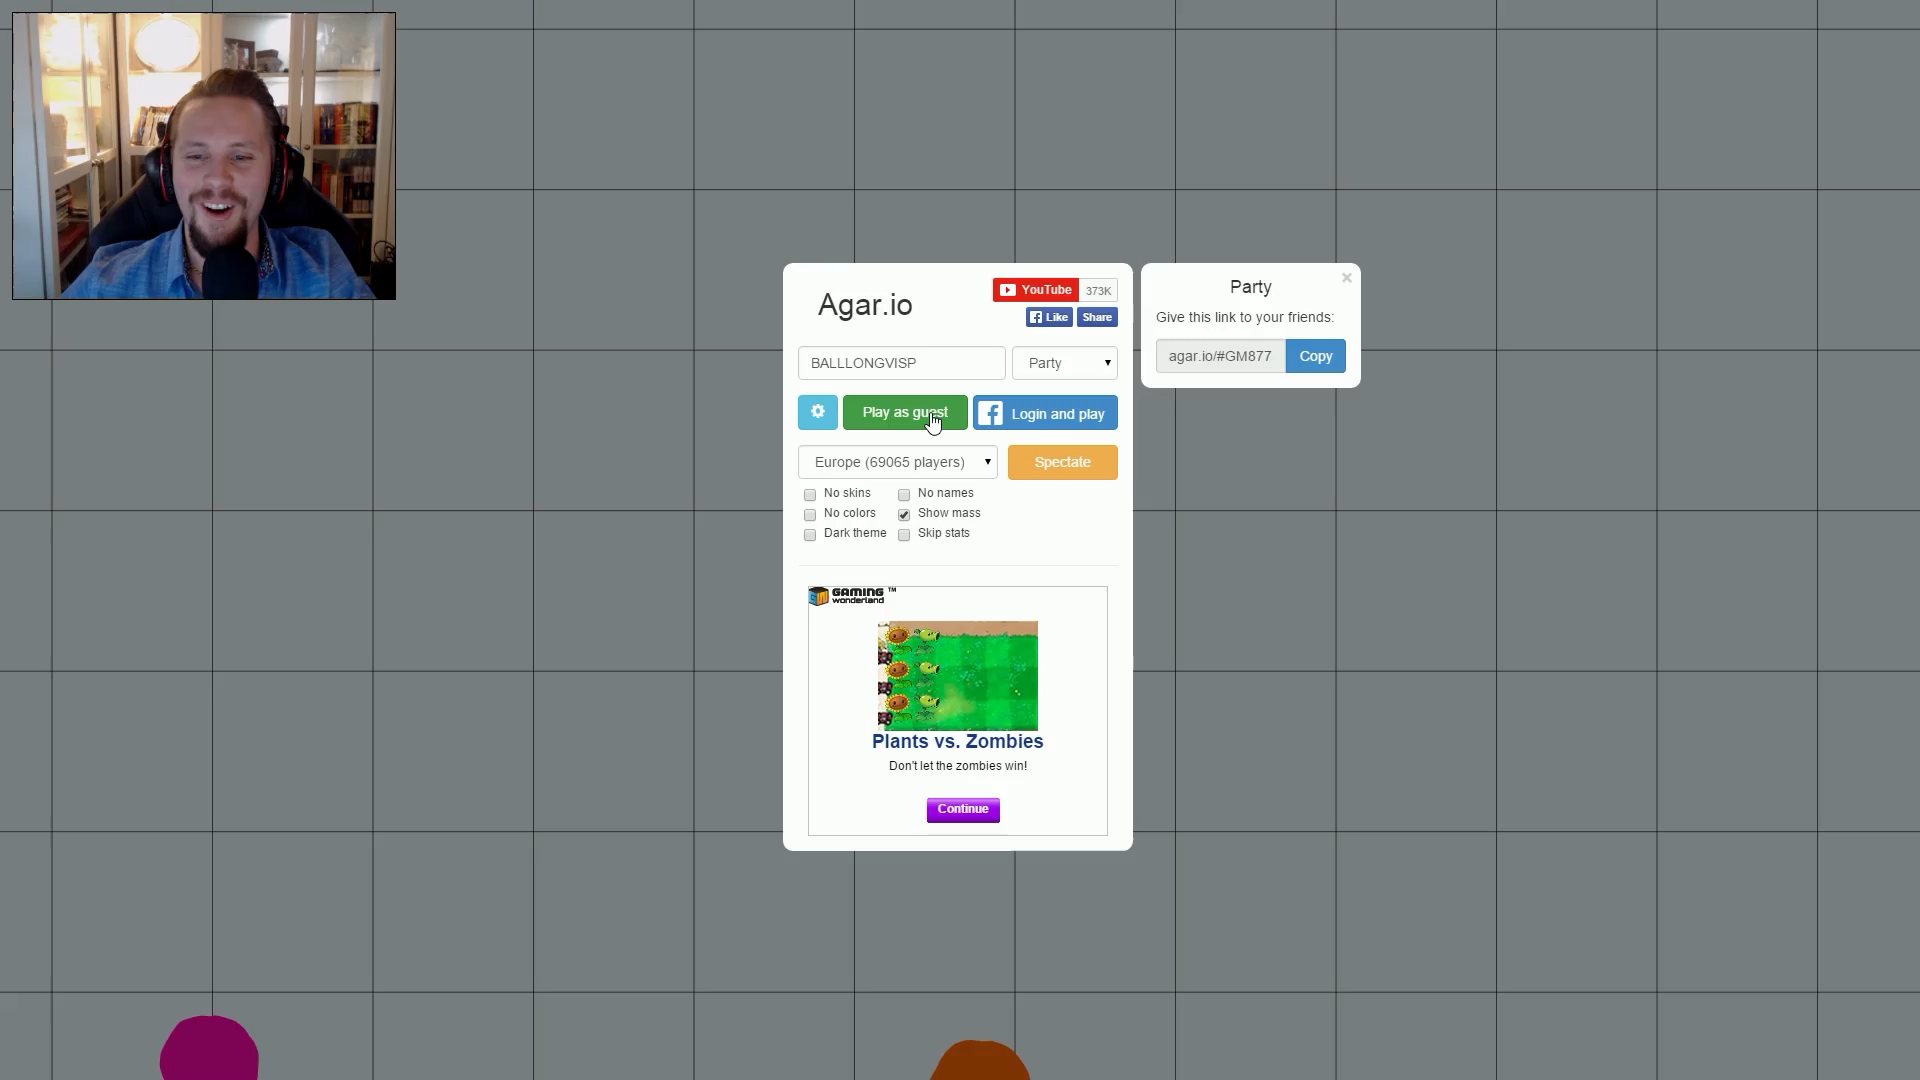 Agar.io
YouTube 373K
Like Share
BALLLONGVISP
Party
Play as guest
Login and play
Europe (69065 players)
Spectate
No skins
No names
No colors
Show mass
Dark theme
Skip stats
GAMING™
wonderland
Plants vs. Zombies
Don't let the zombies win!
Continue
Party
×
Give this link to your friends:
agar.io/#GM877
Copy